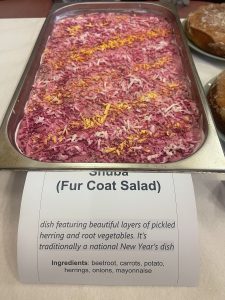 Shuba
(Fur Coat Salad)
dish featuring beautiful layers of pickled
herring and root vegetables. It's
traditionally a national New Year's dish
Ingredients: beetroot, carrots, potato,
herrings, onions, mayonnaise